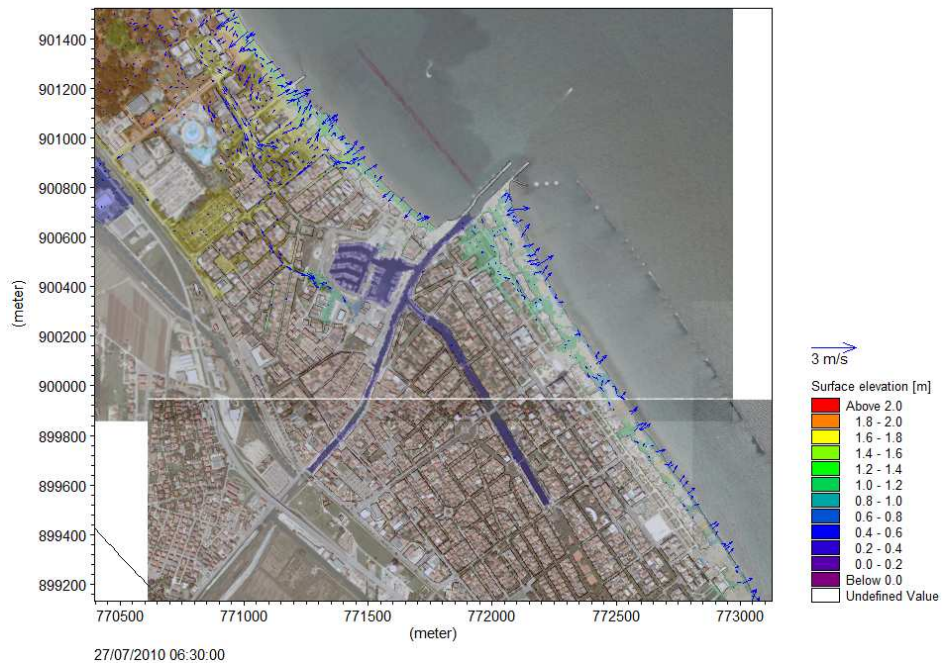 901400
901200
901000
900800
900600
900400
900200
900000
899800
899600
899400
899200
(meter)
770500 771000 771500 772000 772500 773000
(meter)
27/07/2010 06:30:00
3 m/s
Surface elevation [m]
Above 2.0
1.8 - 2.0
1.6 - 1.8
1.4 - 1.6
1.2 - 1.4
1.0 - 1.2
0.8 - 1.0
0.6 - 0.8
0.4 - 0.6
0.2 - 0.4
0.0 - 0.2
Below 0.0
Undefined Value